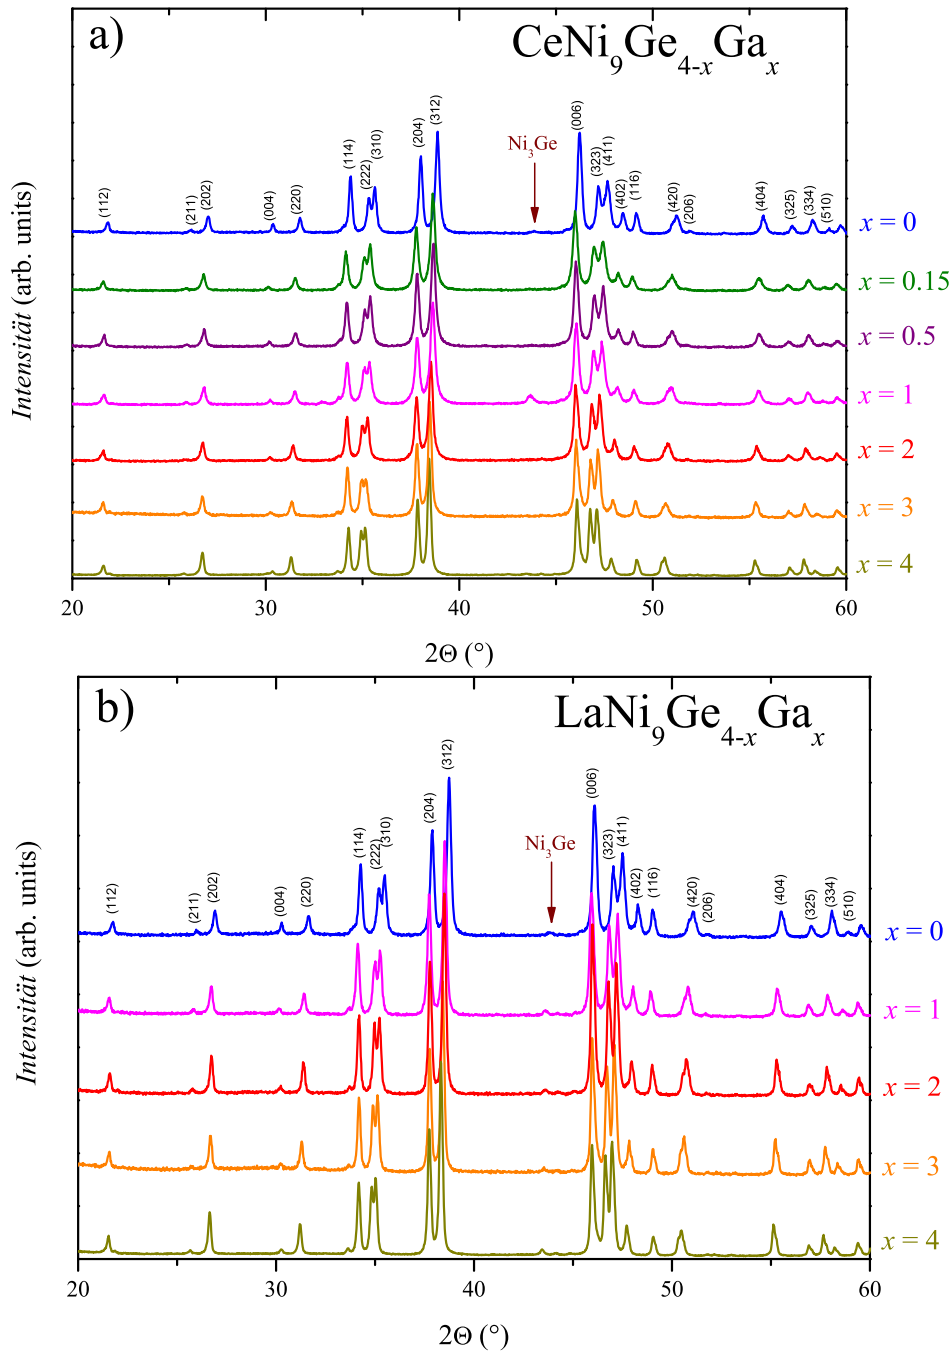 a)
CeNi9Ge4-xGax
Intensität (arb. units)
(112)
(211)
(202)
(004)
(220)
(114)
(222)
(310)
(204)
(312)
Ni3Ge
(006)
(323)
(411)
(402)
(116)
(420)
(206)
(404)
(325)
(334)
(510)
x = 0
x = 0.15
x = 0.5
x = 1
x = 2
x = 3
x = 4
20
30
40
50
60
2Θ (°)
b)
LaNi9Ge4-xGax
Intensität (arb. units)
(112)
(211)
(202)
(004)
(220)
(114)
(222)
(310)
(204)
(312)
Ni3Ge
(006)
(323)
(411)
(402)
(116)
(420)
(206)
(404)
(325)
(334)
(510)
x = 0
x = 1
x = 2
x = 3
x = 4
20
30
40
50
60
2Θ (°)